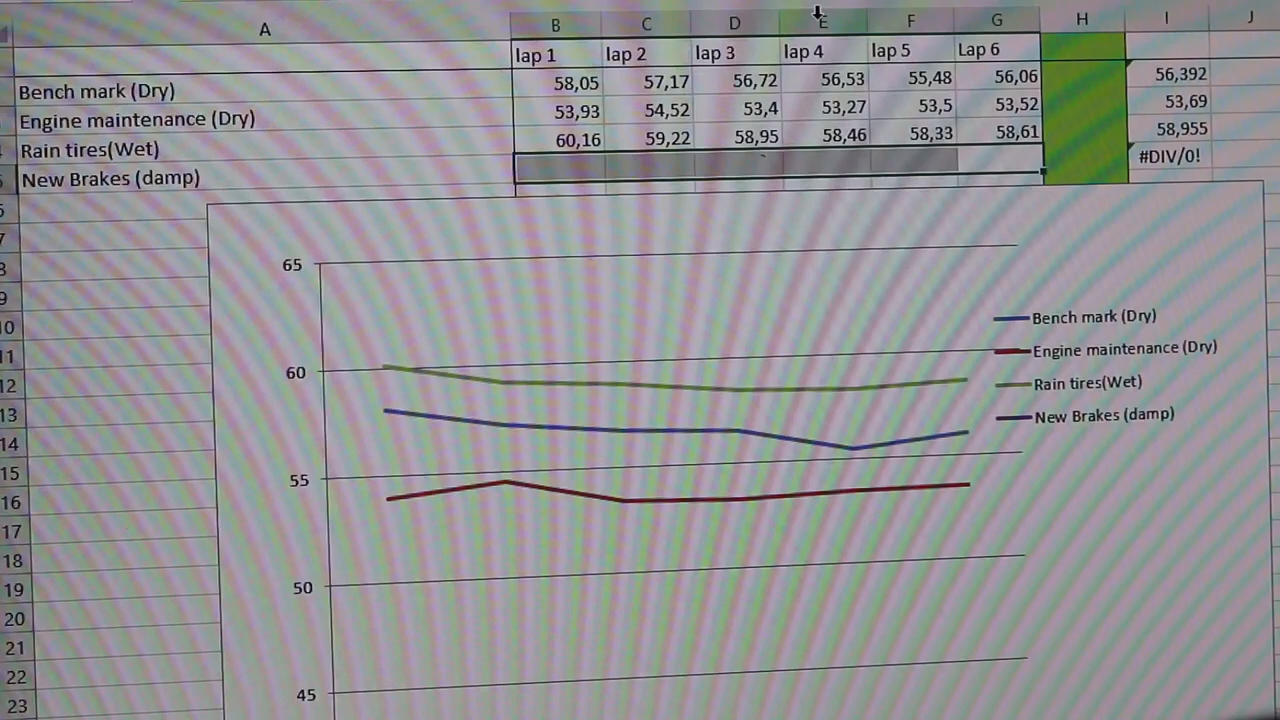 A B C D E F G H I J
lap 1 lap 2 lap 3 lap 4 lap 5 Lap 6
Bench mark (Dry) 58,05 57,17 56,72 56,53 55,48 56,06 56,392
Engine maintenance (Dry) 53,93 54,52 53,4 53,27 53,5 53,52 53,69
Rain tires(Wet) 60,16 59,22 58,95 58,46 58,33 58,61 58,955
New Brakes (damp) #DIV/0!
65
60
55
50
45
Bench mark (Dry)
Engine maintenance (Dry)
Rain tires(Wet)
New Brakes (damp)
7
8
9
10
11
12
13
14
15
16
17
18
19
20
21
22
23